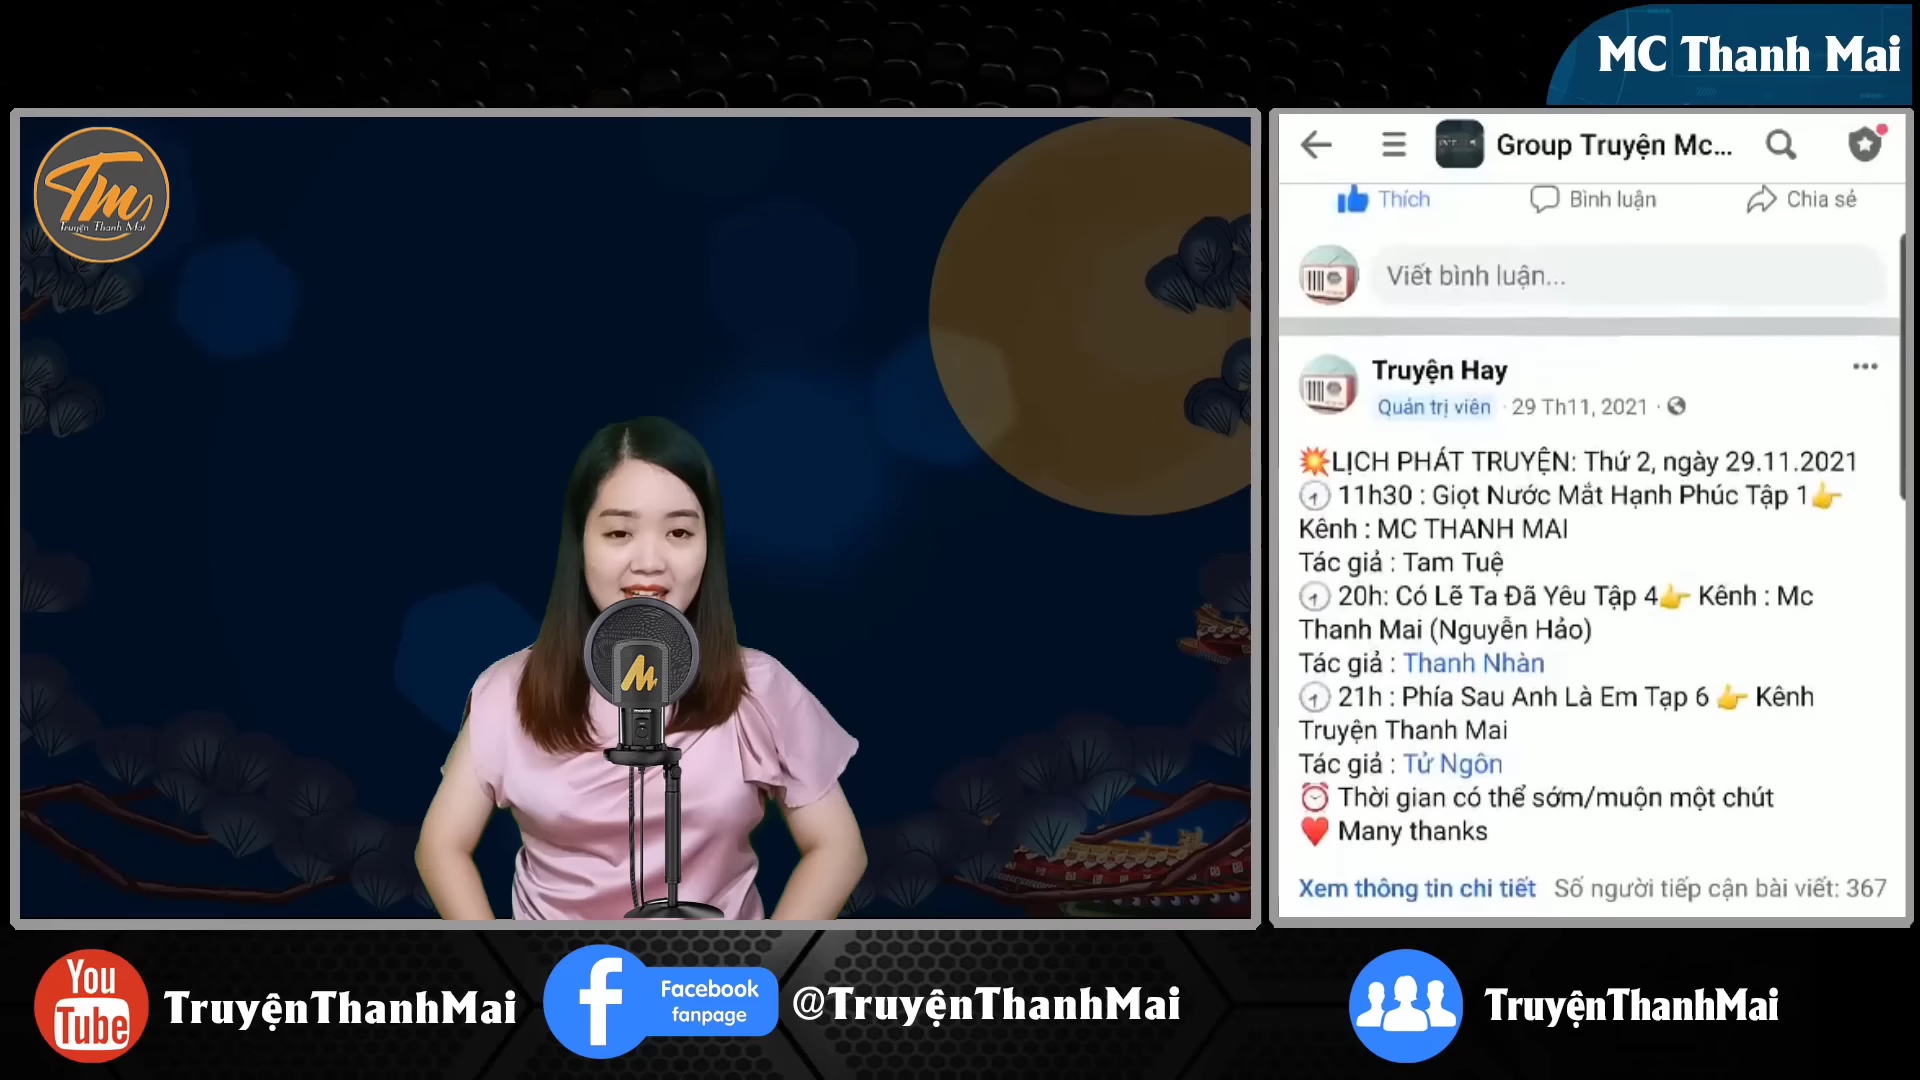 MC Thanh Mai
Tm
Truyện Thanh Mai
Group Truyện Mc...
Thích
Bình luận
Chia sẻ
Viết bình luận...
Truyện Hay
Quản trị viên · 29 Th11, 2021 ·
💥LỊCH PHÁT TRUYỆN: Thứ 2, ngày 29.11.2021
🕢 11h30 : Giọt Nước Mắt Hạnh Phúc Tập 1👉
Kênh : MC THANH MAI
Tác giả : Tam Tuệ
🕢 20h: Có Lẽ Ta Đã Yêu Tập 4👉 Kênh : Mc
Thanh Mai (Nguyễn Hảo)
Tác giả : Thanh Nhàn
🕢 21h : Phía Sau Anh Là Em Tạp 6 👉 Kênh
Truyện Thanh Mai
Tác giả : Tử Ngôn
⏰ Thời gian có thể sớm/muộn một chút
❤️ Many thanks
Xem thông tin chi tiết Số người tiếp cận bài viết: 367
You
Tube
TruyệnThanhMai
Facebook
fanpage
@TruyệnThanhMai
TruyệnThanhMai